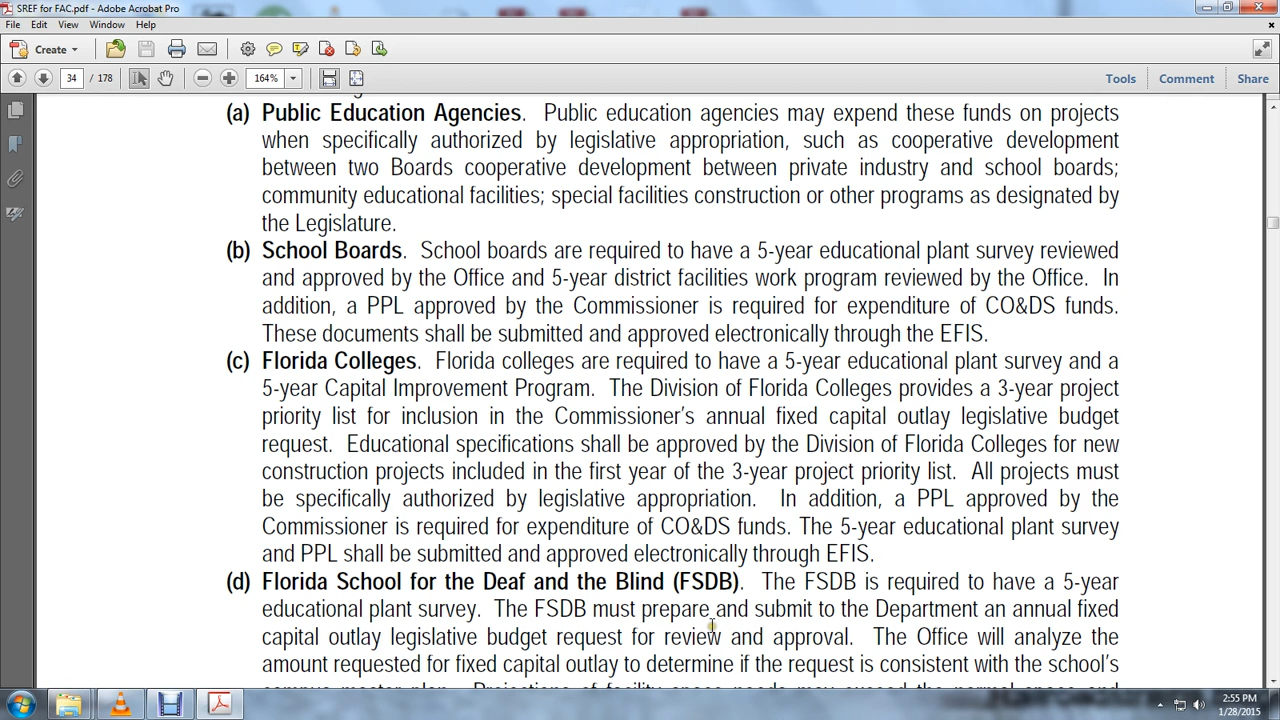 SREF for FAC.pdf - Adobe Acrobat Pro
File Edit View Window Help
Create
34 / 178 164% Tools Comment Share
(a) Public Education Agencies. Public education agencies may expend these funds on projects
when specifically authorized by legislative appropriation, such as cooperative development
between two Boards cooperative development between private industry and school boards;
community educational facilities; special facilities construction or other programs as designated by
the Legislature.
(b) School Boards. School boards are required to have a 5-year educational plant survey reviewed
and approved by the Office and 5-year district facilities work program reviewed by the Office. In
addition, a PPL approved by the Commissioner is required for expenditure of CO&DS funds.
These documents shall be submitted and approved electronically through the EFIS.
(c) Florida Colleges. Florida colleges are required to have a 5-year educational plant survey and a
5-year Capital Improvement Program. The Division of Florida Colleges provides a 3-year project
priority list for inclusion in the Commissioner's annual fixed capital outlay legislative budget
request. Educational specifications shall be approved by the Division of Florida Colleges for new
construction projects included in the first year of the 3-year project priority list. All projects must
be specifically authorized by legislative appropriation. In addition, a PPL approved by the
Commissioner is required for expenditure of CO&DS funds. The 5-year educational plant survey
and PPL shall be submitted and approved electronically through EFIS.
(d) Florida School for the Deaf and the Blind (FSDB). The FSDB is required to have a 5-year
educational plant survey. The FSDB must prepare and submit to the Department an annual fixed
capital outlay legislative budget request for review and approval. The Office will analyze the
amount requested for fixed capital outlay to determine if the request is consistent with the school's
2:55 PM
1/28/2015